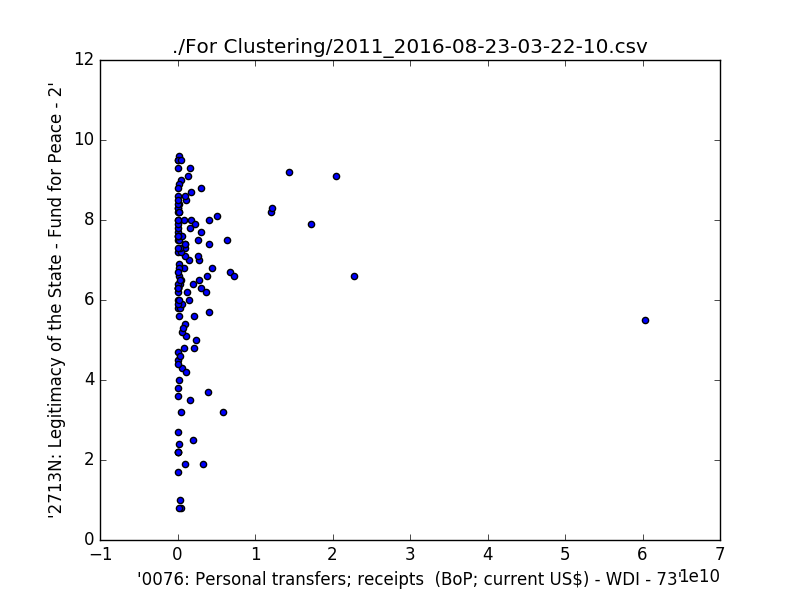 ./For Clustering/2011_2016-08-23-03-22-10.csv
12
10
8
6
4
2
0
'2713N: Legitimacy of the State - Fund for Peace - 2'
−1 0 1 2 3 4 5 6 7
1e10
'0076: Personal transfers; receipts  (BoP; current US$) - WDI - 73'